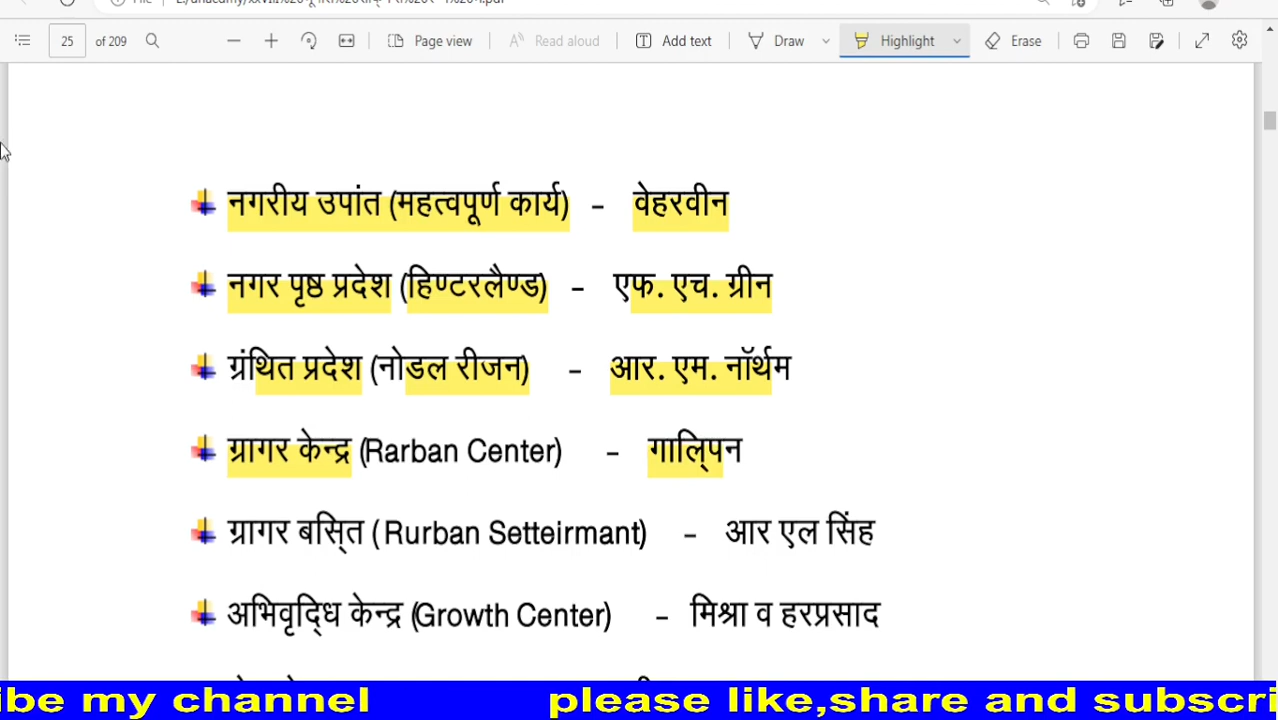 25 of 209 Page view Read aloud Add text Draw Highlight Erase
नगरीय उपांत (महत्वपूर्ण कार्य) - वेहरवीन
नगर पृष्ठ प्रदेश (हिण्टरलैण्ड) - एफ. एच. ग्रीन
ग्रंथित प्रदेश (नोडल रीजन) - आर. एम. नॉर्थम
ग्रागर केन्द्र (Rarban Center) - गाल्पिन
ग्रागर बस्ति ( Rurban Setteirmant) - आर एल सिंह
अभिवृद्धि केन्द्र (Growth Center) - मिश्रा व हरप्रसाद
ibe my channel please like,share and subscri